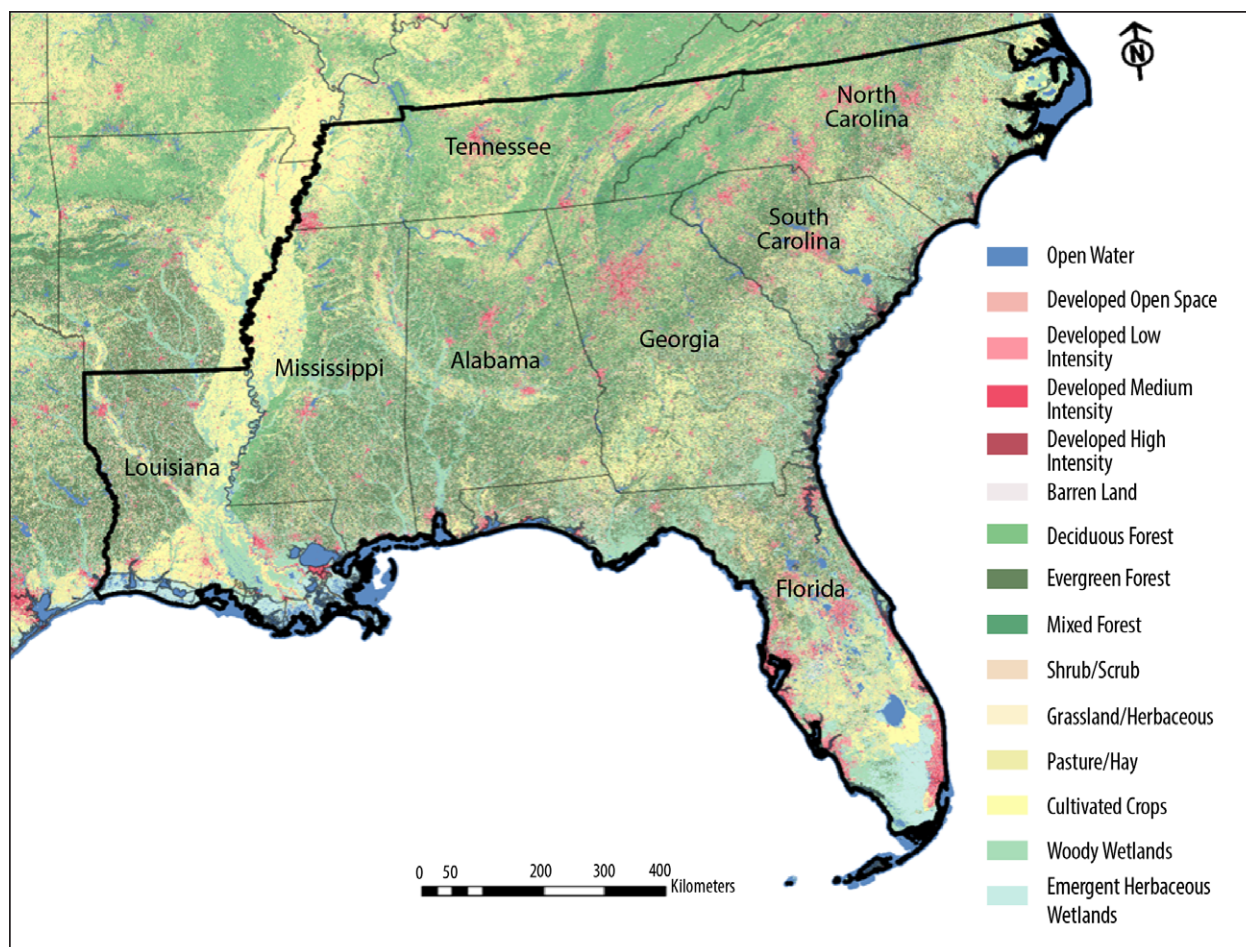 N
North
Carolina
Tennessee
South
Carolina
Georgia
Alabama
Mississippi
Louisiana
Florida
Open Water
Developed Open Space
Developed Low
Intensity
Developed Medium
Intensity
Developed High
Intensity
Barren Land
Deciduous Forest
Evergreen Forest
Mixed Forest
Shrub/Scrub
Grassland/Herbaceous
Pasture/Hay
Cultivated Crops
Woody Wetlands
Emergent Herbaceous
Wetlands
0 50 200 300 400
Kilometers